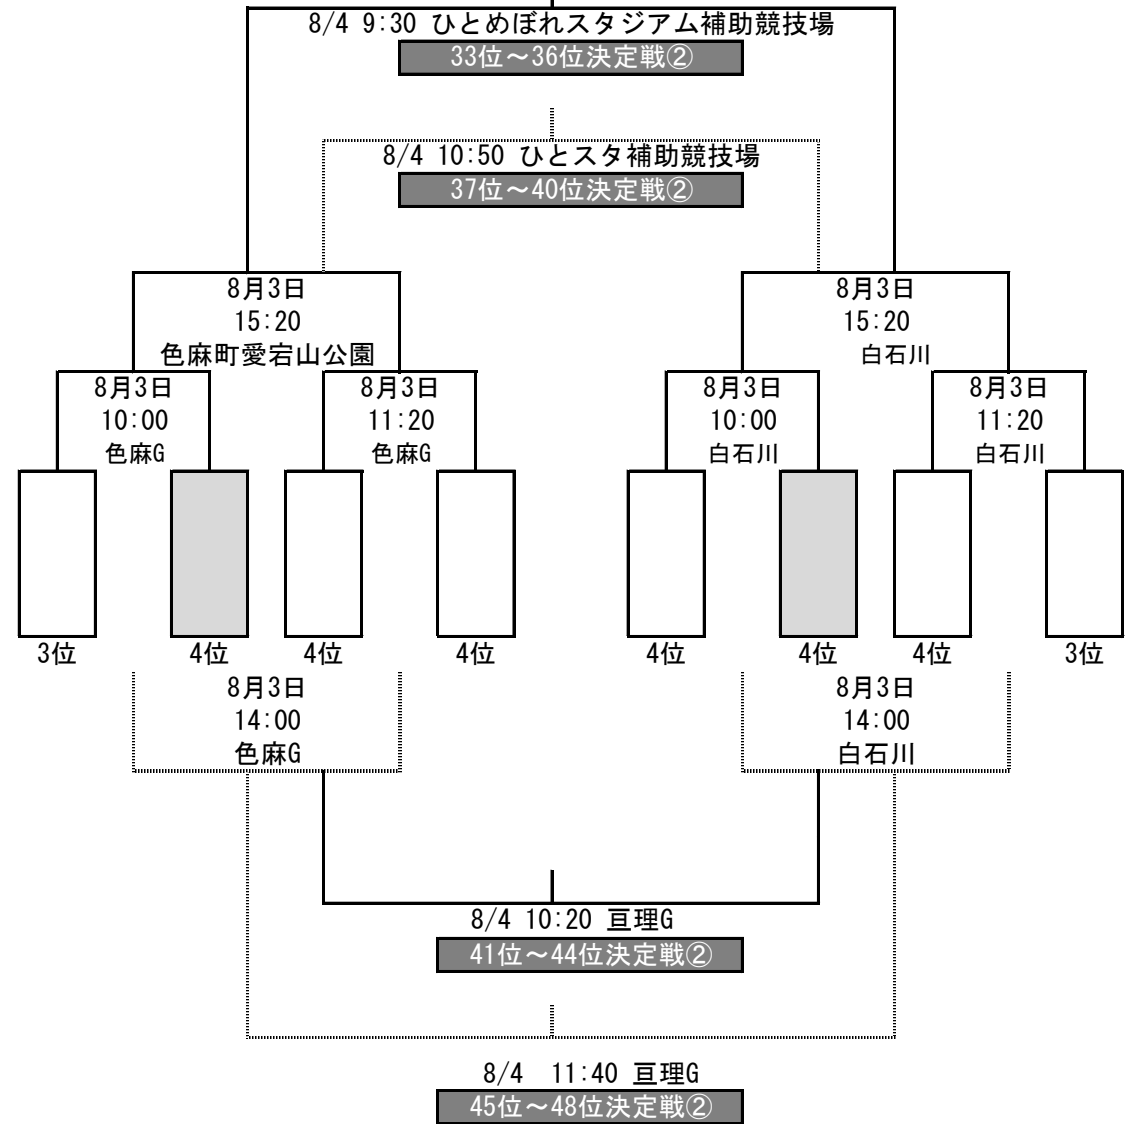 8/4 9:30 ひとめぼれスタジアム補助競技場
33位～36位決定戦②
8/4 10:50 ひとスタ補助競技場
37位～40位決定戦②
8月3日
15:20
色麻町愛宕山公園
8月3日
15:20
白石川
8月3日
10:00
色麻G
8月3日
11:20
色麻G
8月3日
10:00
白石川
8月3日
11:20
白石川
3位
4位
4位
4位
4位
4位
4位
3位
8月3日
14:00
色麻G
8月3日
14:00
白石川
8/4 10:20 亘理G
41位～44位決定戦②
8/4 11:40 亘理G
45位～48位決定戦②